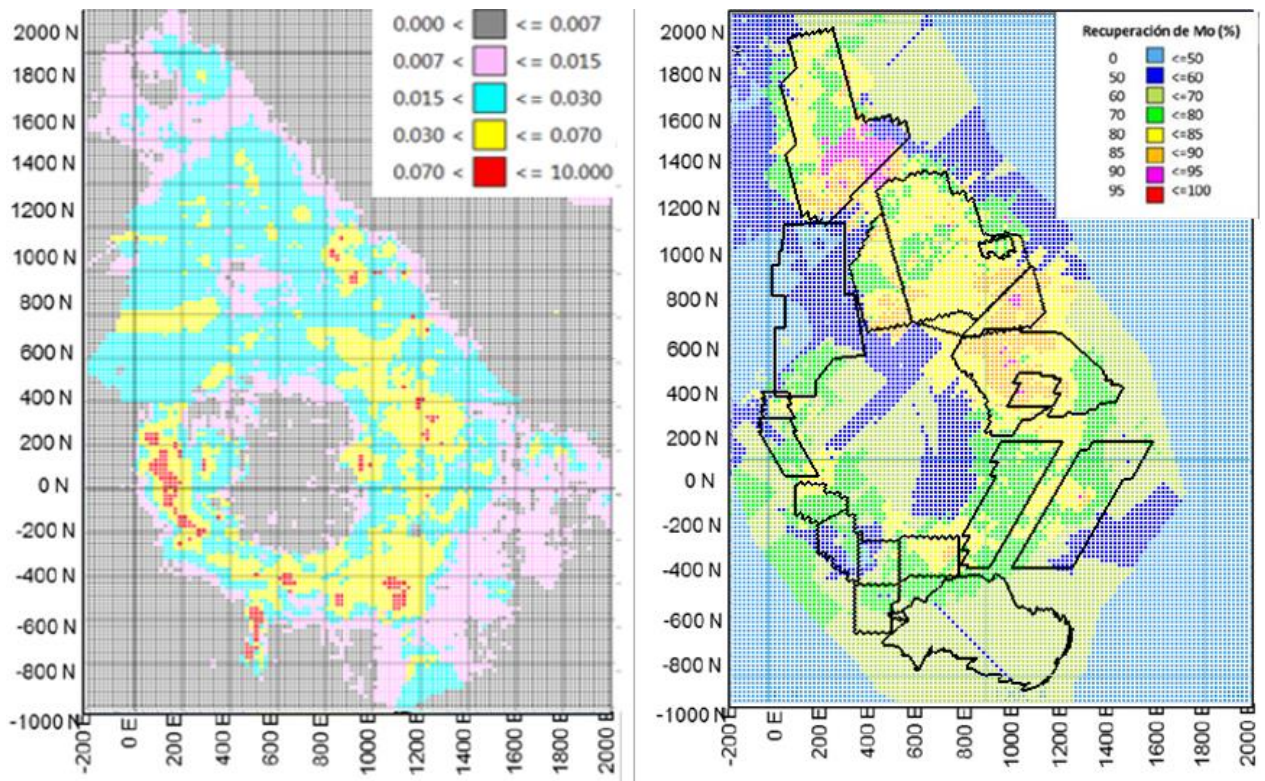 0.000 < <= 0.007
0.007 < <= 0.015
0.015 < <= 0.030
0.030 < <= 0.070
0.070 < <= 10.000
2000 N
1800 N
1600 N
1400 N
1200 N
1000 N
800 N
600 N
400 N
200 N
0 N
-200 N
-400 N
-600 N
-800 N
-1000 N
-200 E
0 E
200 E
400 E
600 E
800 E
1000 E
1200 E
1400 E
1600 E
1800 E
2000 E
Recuperación de Mo (%)
0 <=50
50 <=60
60 <=70
70 <=80
80 <=85
85 <=90
90 <=95
95 <=100
2000 N
1800 N
1600 N
1400 N
1200 N
1000 N
800 N
600 N
400 N
200 N
0 N
-200 N
-400 N
-600 N
-800 N
-1000 N
-200 E
0 E
200 E
400 E
600 E
800 E
1000 E
1200 E
1400 E
1600 E
1800 E
2000 E